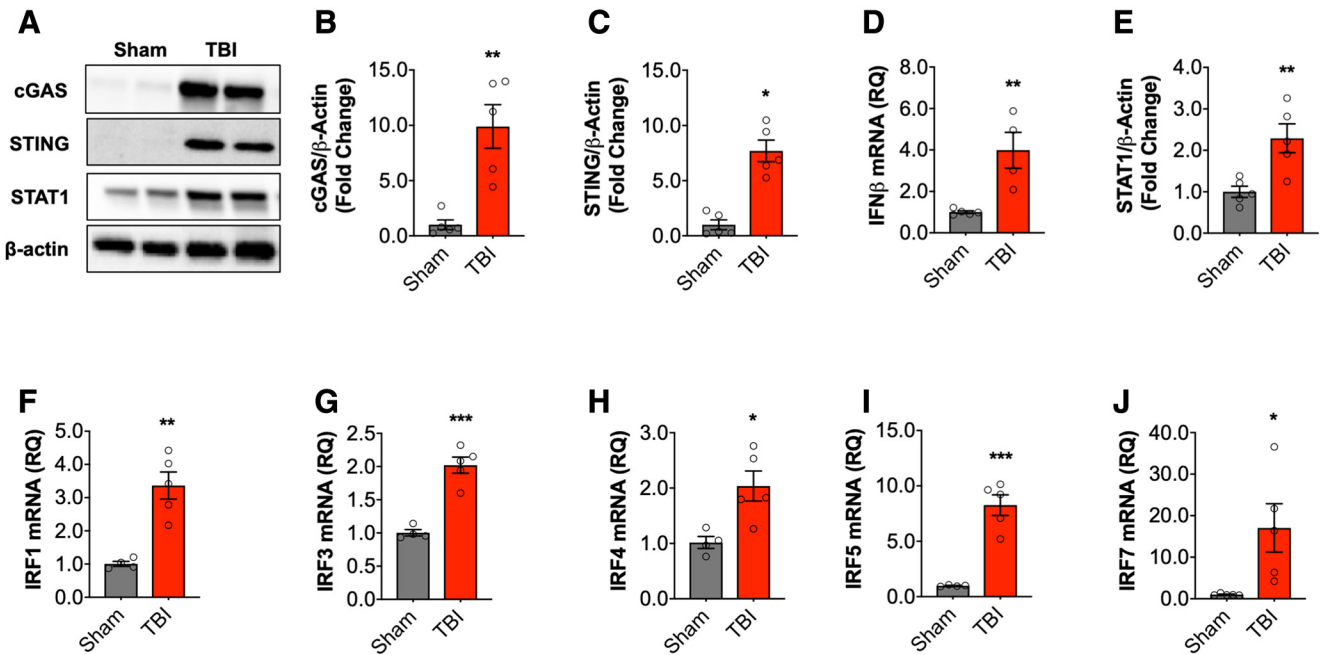 A
Sham TBI
cGAS
STING
STAT1
β-actin
B
cGAS/β-Actin
(Fold Change)
**
15.0
10.0
5.0
0.0
Sham
TBI
C
STING/β-Actin
(Fold Change)
*
15.0
10.0
5.0
0.0
Sham
TBI
D
IFNβ mRNA (RQ)
**
8.0
6.0
4.0
2.0
0.0
Sham
TBI
E
STAT1/β-Actin
(Fold Change)
**
4.0
3.0
2.0
1.0
0.0
Sham
TBI
F
IRF1 mRNA (RQ)
**
5.0
4.0
3.0
2.0
1.0
0.0
Sham
TBI
G
IRF3 mRNA (RQ)
***
2.5
2.0
1.5
1.0
0.5
0.0
Sham
TBI
H
IRF4 mRNA (RQ)
*
3.0
2.0
1.0
0.0
Sham
TBI
I
IRF5 mRNA (RQ)
***
15.0
10.0
5.0
0.0
Sham
TBI
J
IRF7 mRNA (RQ)
*
40.0
30.0
20.0
10.0
0.0
Sham
TBI